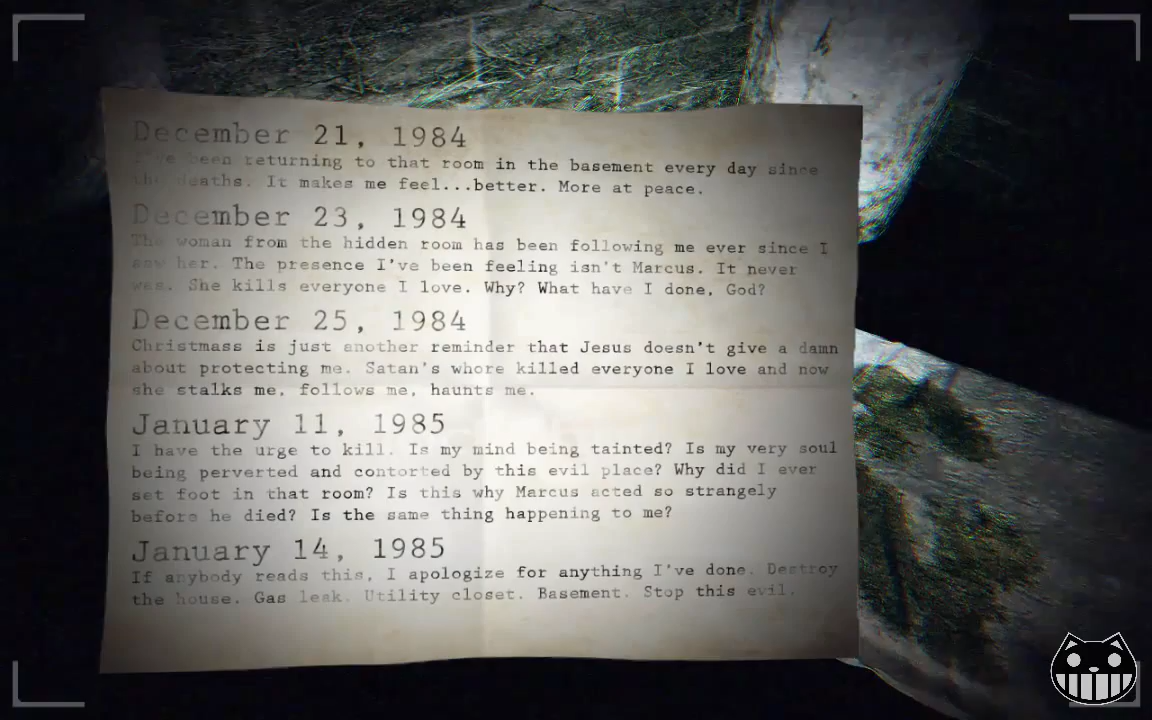 December 21, 1984
I've been returning to that room in the basement every day since
the deaths. It makes me feel...better. More at peace.
December 23, 1984
The woman from the hidden room has been following me ever since I
saw her. The presence I've been feeling isn't Marcus. It never
was. She kills everyone I love. Why? What have I done, God?
December 25, 1984
Christmass is just another reminder that Jesus doesn't give a damn
about protecting me. Satan's whore killed everyone I love and now
she stalks me, follows me, haunts me.
January 11, 1985
I have the urge to kill. Is my mind being tainted? Is my very soul
being perverted and contorted by this evil place? Why did I ever
set foot in that room? Is this why Marcus acted so strangely
before he died? Is the same thing happening to me?
January 14, 1985
If anybody reads this, I apologize for anything I've done. Destroy
the house. Gas leak. Utility closet. Basement. Stop this evil.